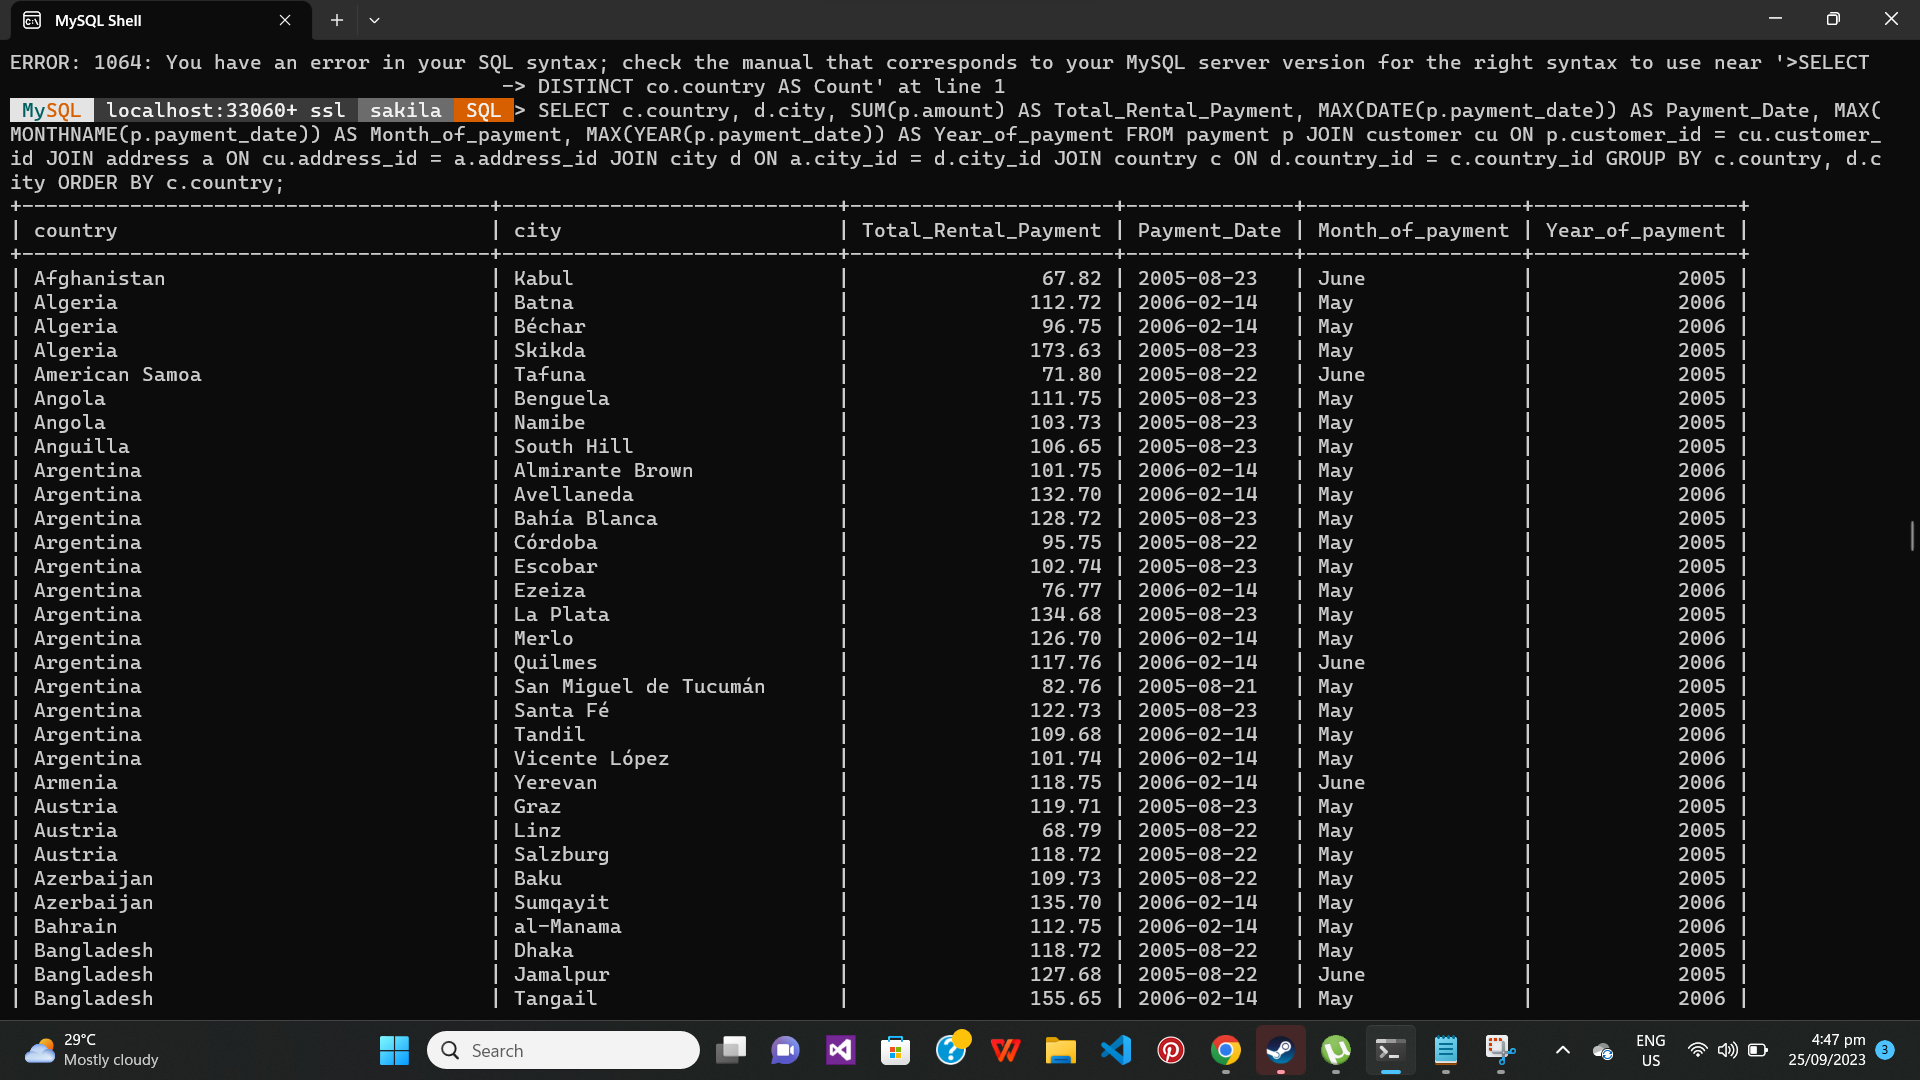 MySQL Shell
ERROR: 1064: You have an error in your SQL syntax; check the manual that corresponds to your MySQL server version for the right syntax to use near '>SELECT
-> DISTINCT co.country AS Count' at line 1
MySQL localhost:33060+ ssl sakila SQL > SELECT c.country, d.city, SUM(p.amount) AS Total_Rental_Payment, MAX(DATE(p.payment_date)) AS Payment_Date, MAX(
MONTHNAME(p.payment_date)) AS Month_of_payment, MAX(YEAR(p.payment_date)) AS Year_of_payment FROM payment p JOIN customer cu ON p.customer_id = cu.customer_
id JOIN address a ON cu.address_id = a.address_id JOIN city d ON a.city_id = d.city_id JOIN country c ON d.country_id = c.country_id GROUP BY c.country, d.c
ity ORDER BY c.country;
| country | city | Total_Rental_Payment | Payment_Date | Month_of_payment | Year_of_payment |
| Afghanistan | Kabul | 67.82 | 2005-08-23 | June | 2005 |
| Algeria | Batna | 112.72 | 2006-02-14 | May | 2006 |
| Algeria | Béchar | 96.75 | 2006-02-14 | May | 2006 |
| Algeria | Skikda | 173.63 | 2005-08-23 | May | 2005 |
| American Samoa | Tafuna | 71.80 | 2005-08-22 | June | 2005 |
| Angola | Benguela | 111.75 | 2005-08-23 | May | 2005 |
| Angola | Namibe | 103.73 | 2005-08-23 | May | 2005 |
| Anguilla | South Hill | 106.65 | 2005-08-23 | May | 2005 |
| Argentina | Almirante Brown | 101.75 | 2006-02-14 | May | 2006 |
| Argentina | Avellaneda | 132.70 | 2006-02-14 | May | 2006 |
| Argentina | Bahía Blanca | 128.72 | 2005-08-23 | May | 2005 |
| Argentina | Córdoba | 95.75 | 2005-08-22 | May | 2005 |
| Argentina | Escobar | 102.74 | 2005-08-23 | May | 2005 |
| Argentina | Ezeiza | 76.77 | 2006-02-14 | May | 2006 |
| Argentina | La Plata | 134.68 | 2005-08-23 | May | 2005 |
| Argentina | Merlo | 126.70 | 2006-02-14 | May | 2006 |
| Argentina | Quilmes | 117.76 | 2006-02-14 | June | 2006 |
| Argentina | San Miguel de Tucumán | 82.76 | 2005-08-21 | May | 2005 |
| Argentina | Santa Fé | 122.73 | 2005-08-23 | May | 2005 |
| Argentina | Tandil | 109.68 | 2006-02-14 | May | 2006 |
| Argentina | Vicente López | 101.74 | 2006-02-14 | May | 2006 |
| Armenia | Yerevan | 118.75 | 2006-02-14 | June | 2006 |
| Austria | Graz | 119.71 | 2005-08-23 | May | 2005 |
| Austria | Linz | 68.79 | 2005-08-22 | May | 2005 |
| Austria | Salzburg | 118.72 | 2005-08-22 | May | 2005 |
| Azerbaijan | Baku | 109.73 | 2005-08-22 | May | 2005 |
| Azerbaijan | Sumqayit | 135.70 | 2006-02-14 | May | 2006 |
| Bahrain | al-Manama | 112.75 | 2006-02-14 | May | 2006 |
| Bangladesh | Dhaka | 118.72 | 2005-08-22 | May | 2005 |
| Bangladesh | Jamalpur | 127.68 | 2005-08-22 | June | 2005 |
| Bangladesh | Tangail | 155.65 | 2006-02-14 | May | 2006 |
29°C
Mostly cloudy
Search
ENG
US
4:47 pm
25/09/2023
3